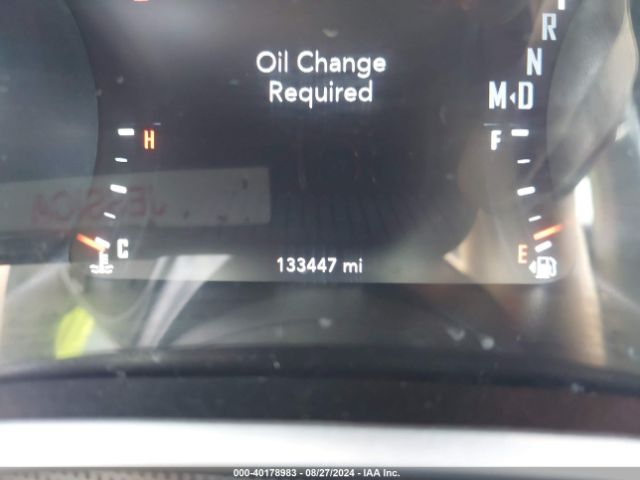 R
N
M◂D
Oil Change
Required
H
F
C
E
133447 mi
000-40178983 - 08/27/2024 - IAA Inc.